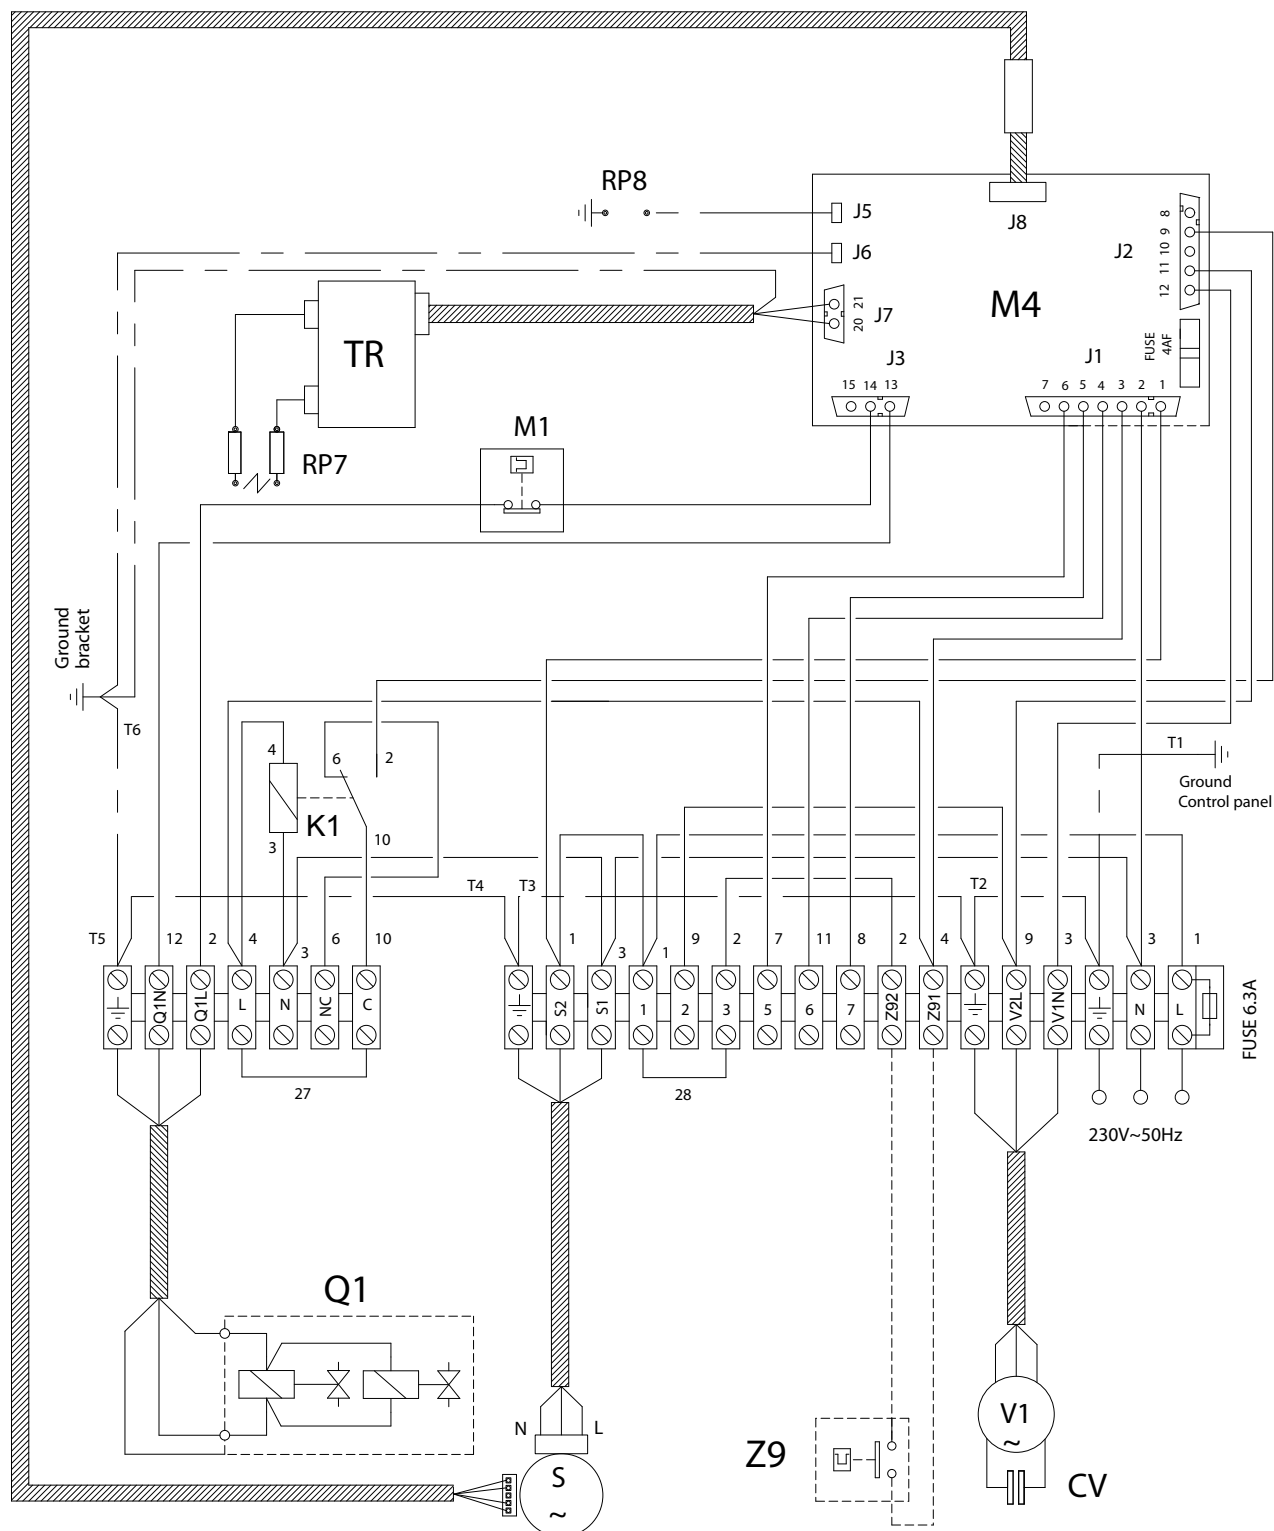 RP8
J5
J6
J8
J2
8
9
10
11
12
M4
21
20
J7
J3
J1
FUSE
4AF
15 14 13
7 6 5 4 3 2 1
TR
RP7
M1
Ground
bracket
T6
T1
Ground
Control panel
4
3
K1
6
2
10
T4
T3
T2
T5 12 2 4 3 6 10
1 3 1 9 2 7 11 8 2 4 9 3 3 1
Q1N Q1L L N NC C
S2 S1 1 2 3 5 6 7 Z92 Z91 V2L V1N N L
FUSE 6.3A
27
28
230V~50Hz
Q1
N L
S
~
Z9
V1
~
CV